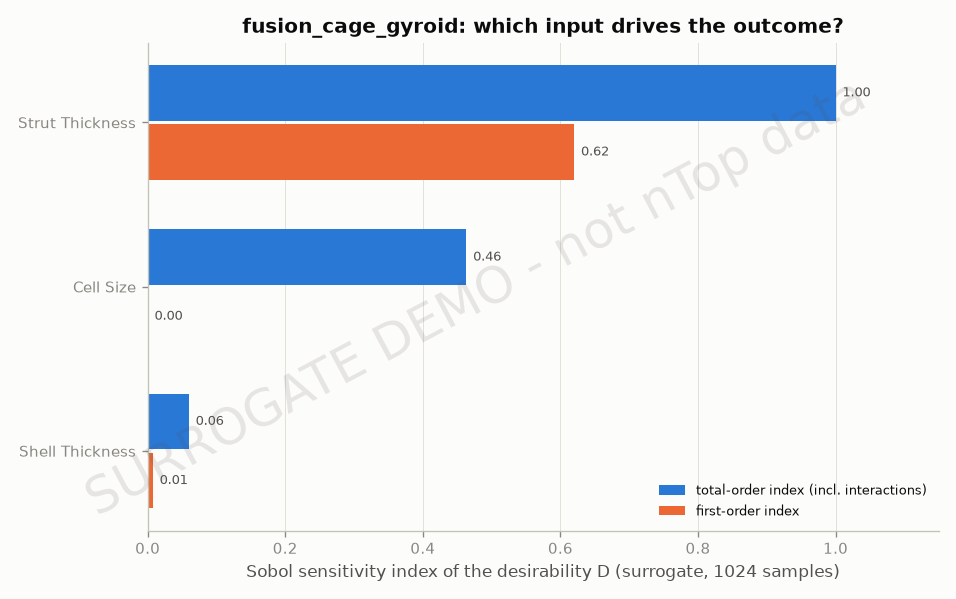 fusion_cage_gyroid: which input drives the outcome?
1.00
Strut Thickness
0.62
0.46
Cell Size
0.00
0.06
Shell Thickness
0.01
SURROGATE DEMO - not nTop data
total-order index (incl. interactions)
first-order index
0.0 0.2 0.4 0.6 0.8 1.0
Sobol sensitivity index of the desirability D (surrogate, 1024 samples)